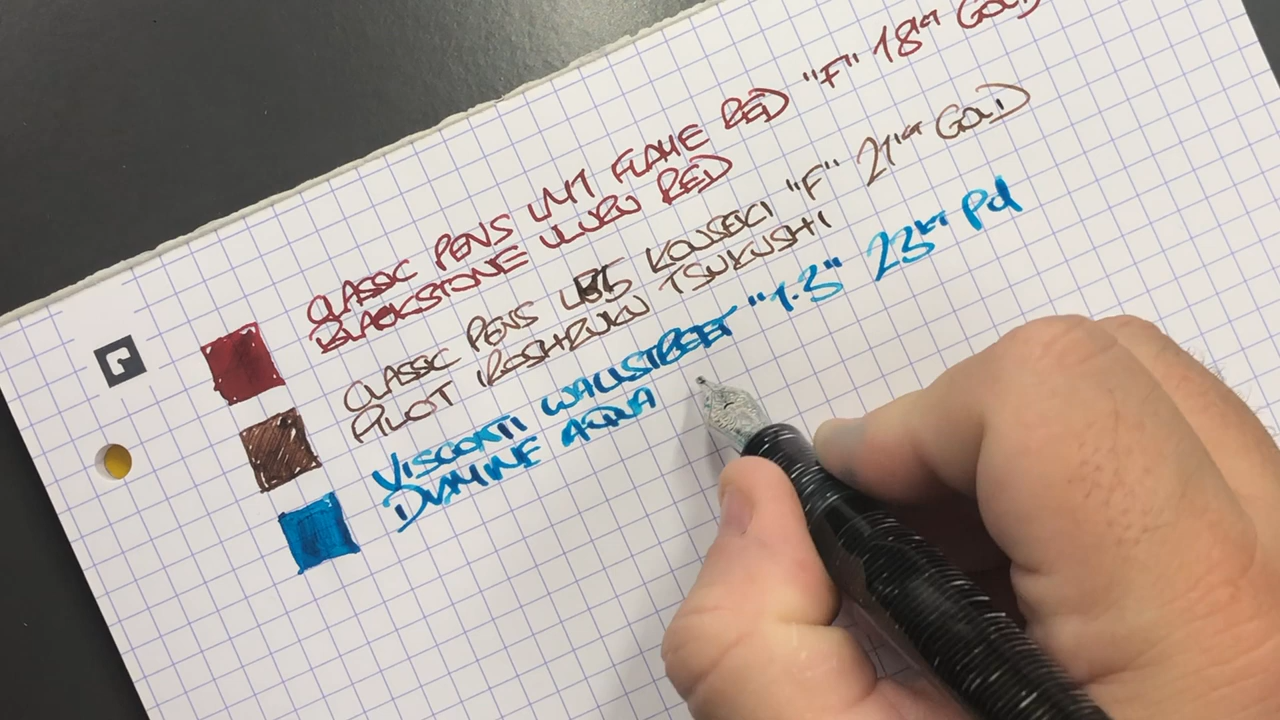 CLASSIC PENS LM1 FLAME RED "F" 18KT GOLD
BLACKSTONE ULURU RED
CLASSIC PENS LB5 KOUSEKI "F" 21KT GOLD
PILOT IROSHIZUKU TSUKUSHI
VISCONTI WALLSTREET "1.3" 23KT Pd
DIAMINE AQUA